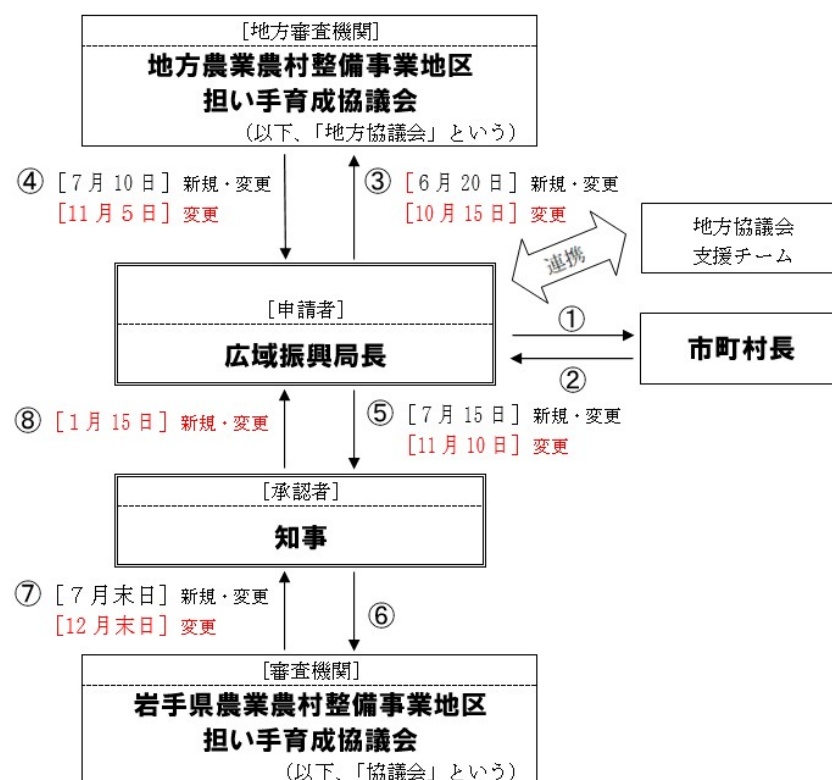 [地方審査機関]
地方農業農村整備事業地区
担い手育成協議会
(以下、「地方協議会」という)
④ [7月10日] 新規・変更
[11月5日] 変更
③ [6月20日] 新規・変更
[10月15日] 変更
連携
地方協議会
支援チーム
[申請者]
広域振興局長
①
②
市町村長
⑧ [1月15日] 新規・変更
⑤ [7月15日] 新規・変更
[11月10日] 変更
[承認者]
知事
⑦ [7月末日] 新規・変更
[12月末日] 変更
⑥
[審査機関]
岩手県農業農村整備事業地区
担い手育成協議会
(以下、「協議会」という)